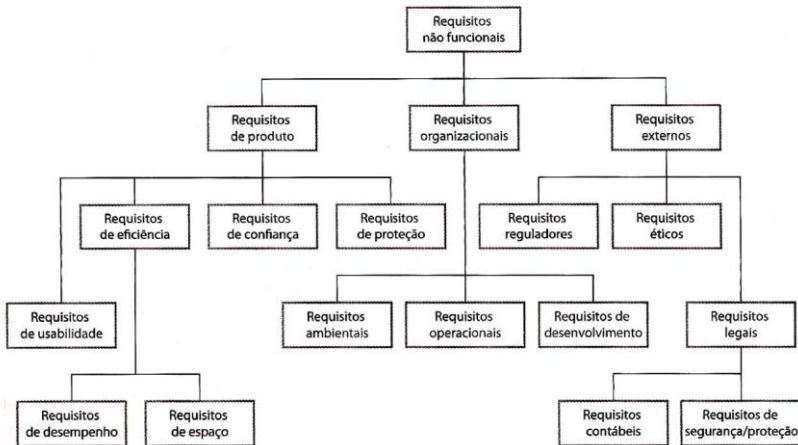 Requisitos
não funcionais
Requisitos
de produto
Requisitos
organizacionais
Requisitos
externos
Requisitos
de eficiência
Requisitos
de confiança
Requisitos
de proteção
Requisitos
reguladores
Requisitos
éticos
Requisitos
de usabilidade
Requisitos
ambientais
Requisitos
operacionais
Requisitos de
desenvolvimento
Requisitos
legais
Requisitos
de desempenho
Requisitos
de espaço
Requisitos
contábeis
Requisitos de
segurança/proteção